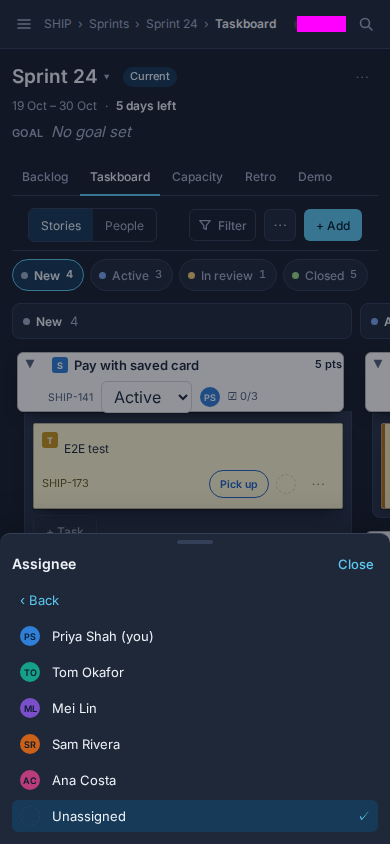 SHIP › Sprints › Sprint 24 › Taskboard
Sprint 24 ▾ Current ...
19 Oct – 30 Oct · 5 days left
GOAL No goal set
Backlog Taskboard Capacity Retro Demo
Stories People Filter ... + Add
New 4 Active 3 In review 1 Closed 5
New 4
▼ S Pay with saved card 5 pts ▼
SHIP-141 Active PS ☑ 0/3
T E2E test
SHIP-173 Pick up ...
+ Task
Assignee Close
‹ Back
PS Priya Shah (you)
TO Tom Okafor
ML Mei Lin
SR Sam Rivera
AC Ana Costa
Unassigned ✓